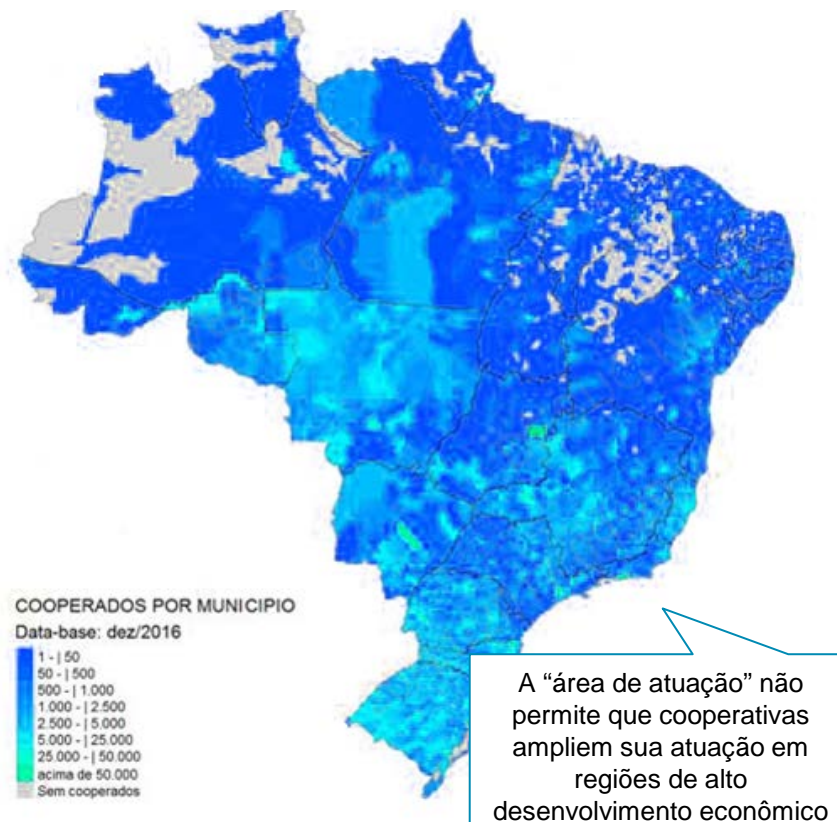 COOPERADOS POR MUNICIPIO
Data-base: dez/2016
1 - | 50
50 - | 500
500 - | 1.000
1.000 - | 2.500
2.500 - | 5.000
5.000 - | 25.000
25.000 - | 50.000
acima de 50.000
Sem cooperados
A “área de atuação” não
permite que cooperativas
ampliem sua atuação em
regiões de alto
desenvolvimento econômico